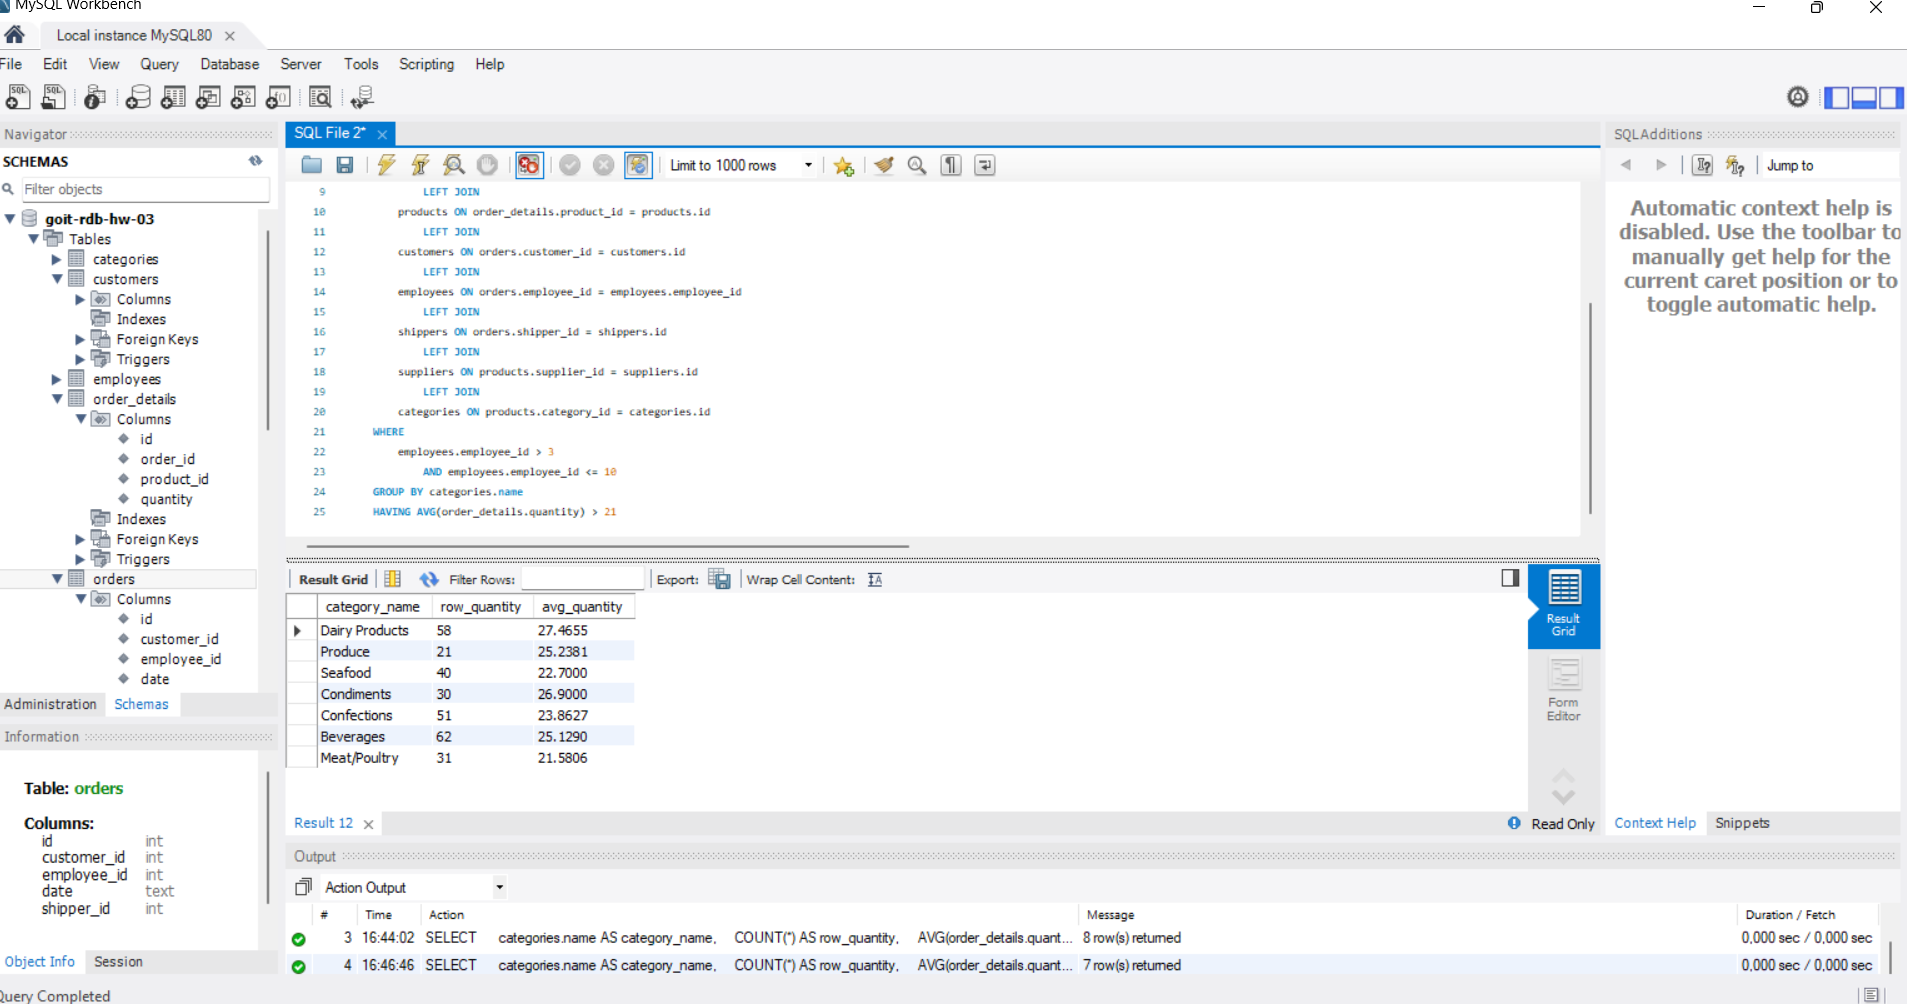 MySQL Workbench
Local instance MySQL80
File Edit View Query Database Server Tools Scripting Help
Navigator
SCHEMAS
Filter objects
goit-rdb-hw-03
Tables
categories
customers
Columns
Indexes
Foreign Keys
Triggers
employees
order_details
Columns
id
order_id
product_id
quantity
Indexes
Foreign Keys
Triggers
orders
Columns
id
customer_id
employee_id
date
Administration Schemas
Information
Table: orders
Columns:
id int
customer_id int
employee_id int
date text
shipper_id int
Object Info Session
Query Completed
SQL File 2*
Limit to 1000 rows
9 LEFT JOIN
10 products ON order_details.product_id = products.id
11 LEFT JOIN
12 customers ON orders.customer_id = customers.id
13 LEFT JOIN
14 employees ON orders.employee_id = employees.employee_id
15 LEFT JOIN
16 shippers ON orders.shipper_id = shippers.id
17 LEFT JOIN
18 suppliers ON products.supplier_id = suppliers.id
19 LEFT JOIN
20 categories ON products.category_id = categories.id
21 WHERE
22 employees.employee_id > 3
23 AND employees.employee_id <= 10
24 GROUP BY categories.name
25 HAVING AVG(order_details.quantity) > 21
Result Grid Filter Rows: Export: Wrap Cell Content:
category_name row_quantity avg_quantity
Dairy Products 58 27.4655
Produce 21 25.2381
Seafood 40 22.7000
Condiments 30 26.9000
Confections 51 23.8627
Beverages 62 25.1290
Meat/Poultry 31 21.5806
Result
Grid
Form
Editor
Result 12
Read Only
Output
Action Output
# Time Action Message Duration / Fetch
3 16:44:02 SELECT categories.name AS category_name, COUNT(*) AS row_quantity, AVG(order_details.quant... 8 row(s) returned 0,000 sec / 0,000 sec
4 16:46:46 SELECT categories.name AS category_name, COUNT(*) AS row_quantity, AVG(order_details.quant... 7 row(s) returned 0,000 sec / 0,000 sec
SQLAdditions
Jump to
Automatic context help is
disabled. Use the toolbar to
manually get help for the
current caret position or to
toggle automatic help.
Context Help Snippets